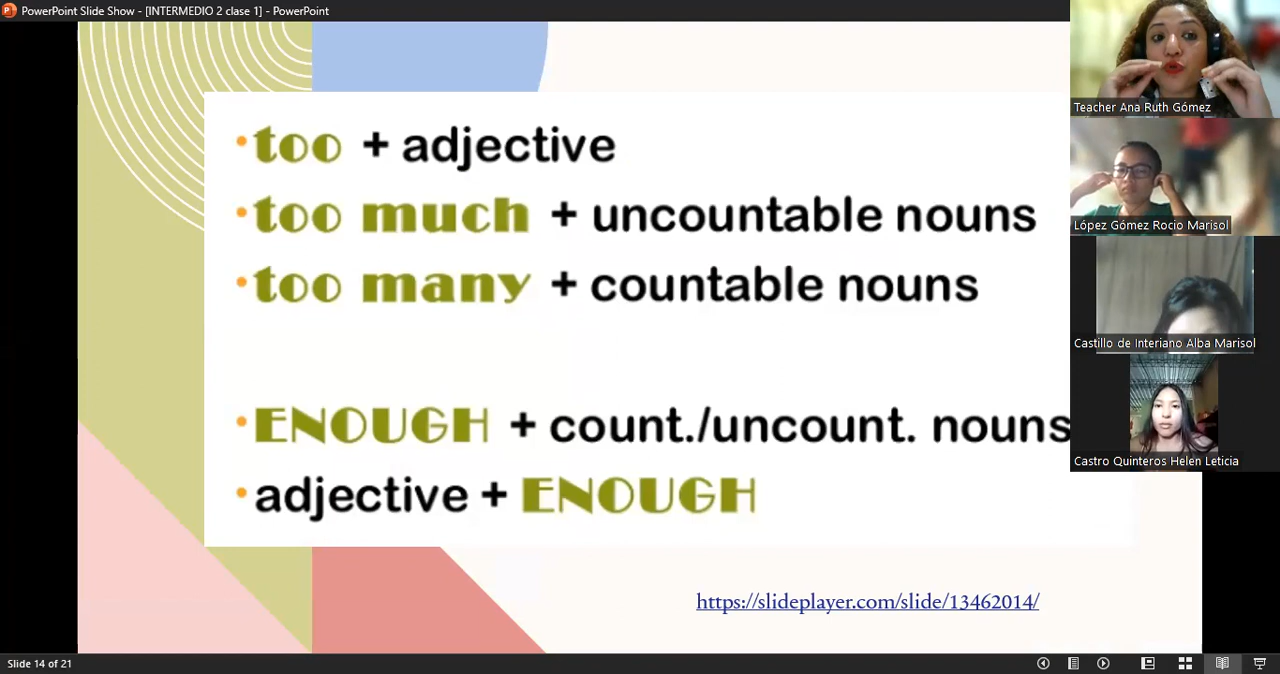 PowerPoint Slide Show - [INTERMEDIO 2 clase 1] - PowerPoint
• too + adjective
• too much + uncountable nouns
• too many + countable nouns
• ENOUGH + count./uncount. nouns
• adjective + ENOUGH
https://slideplayer.com/slide/13462014/
Slide 14 of 21
Teacher Ana Ruth Gómez
López Gómez Rocio Marisol
Castillo de Interiano Alba Marisol
Castro Quinteros Helen Leticia